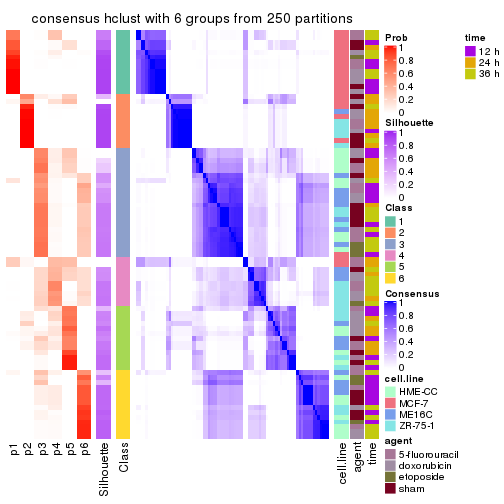 consensus hclust with 6 groups from 250 partitions
Prob
1
0.8
0.6
0.4
0.2
0
time
12 h
24 h
36 h
Silhouette
1
0.8
0.6
0.4
0.2
0
Class
1
2
3
4
5
6
Consensus
1
0.8
0.6
0.4
0.2
0
cell.line
HME-CC
MCF-7
ME16C
ZR-75-1
agent
5-fluorouracil
doxorubicin
etoposide
sham
p1
p2
p3
p4
p5
p6
Silhouette
Class
cell.line
agent
time